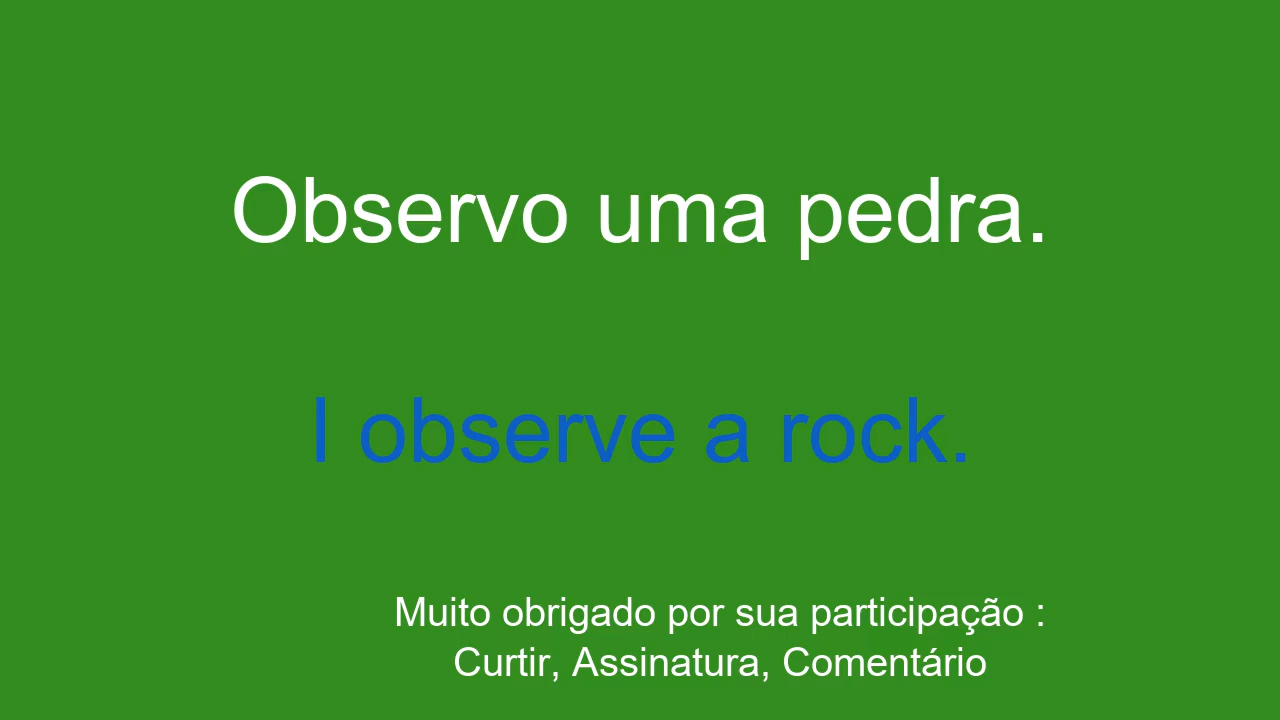 Observo uma pedra.
I observe a rock.
Muito obrigado por sua participação :
Curtir, Assinatura, Comentário